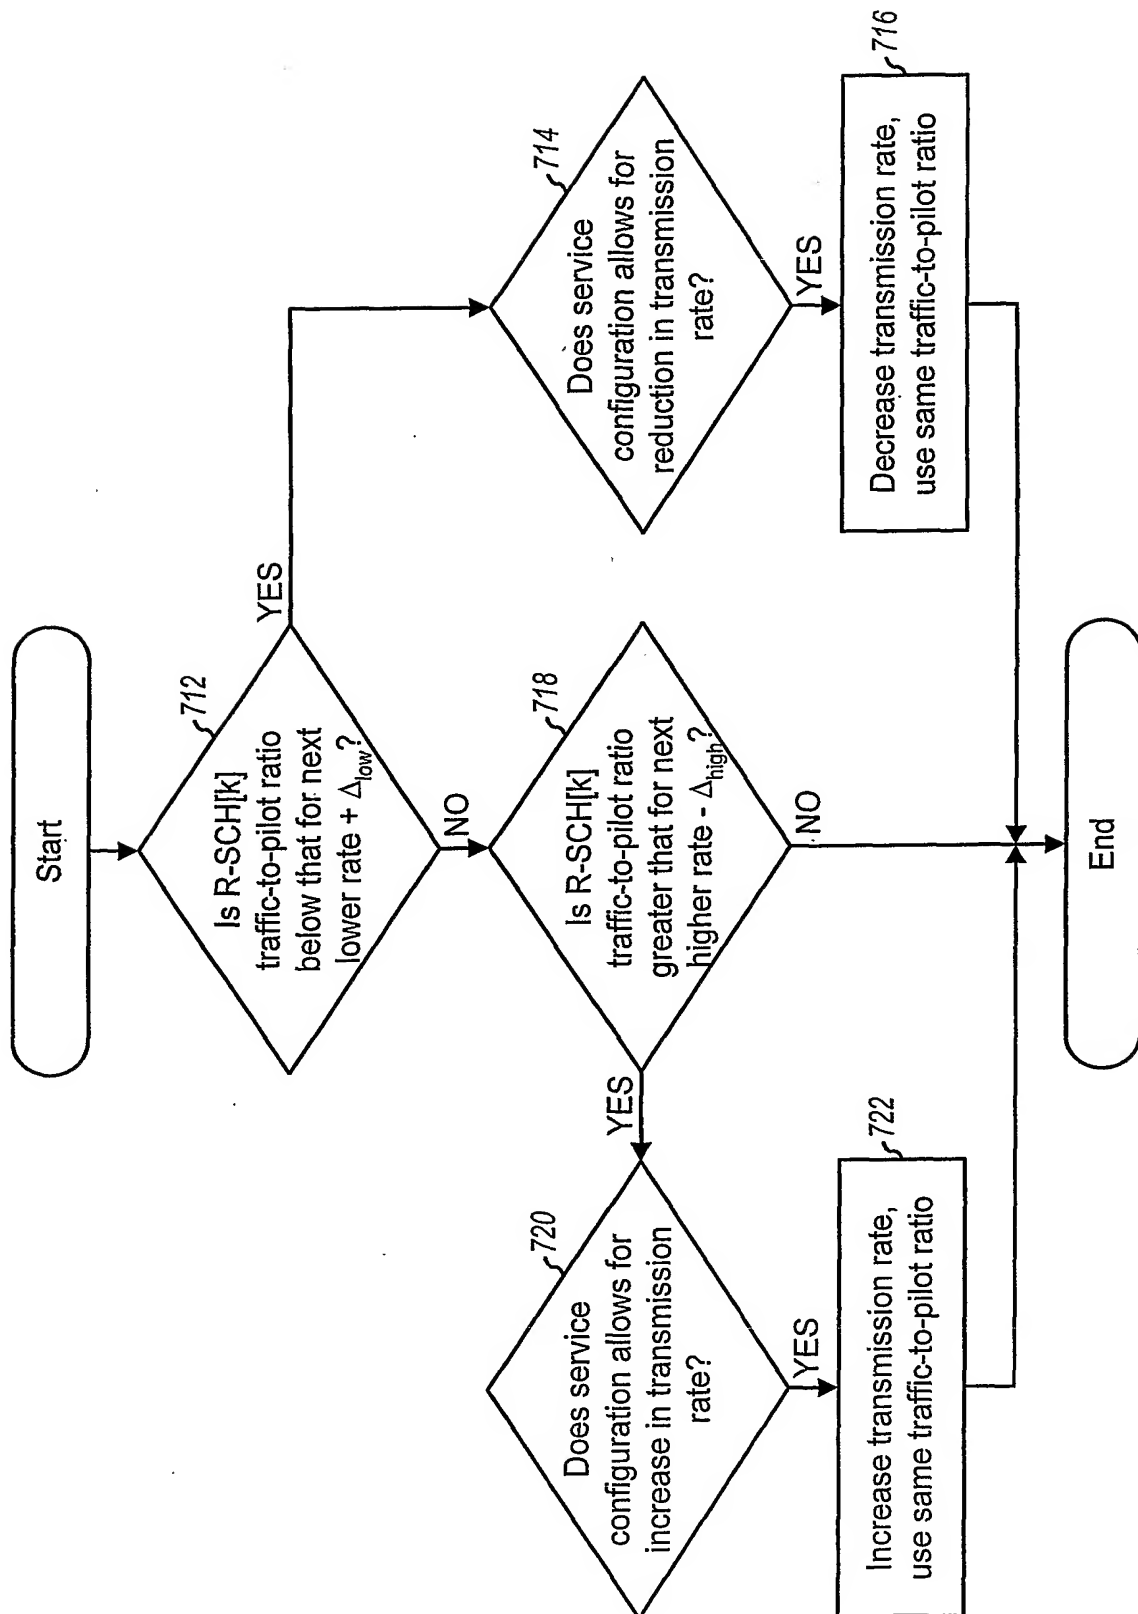 Start
712
Is R-SCH[k]
traffic-to-pilot ratio
below that for next
lower rate + Δlow?
YES
NO
714
Does service
configuration allows for
reduction in transmission
rate?
YES
716
Decrease transmission rate,
use same traffic-to-pilot ratio
718
Is R-SCH[k]
traffic-to-pilot ratio
greater that for next
higher rate - Δhigh?
YES
NO
720
Does service
configuration allows for
increase in transmission
rate?
YES
722
Increase transmission rate,
use same traffic-to-pilot ratio
End